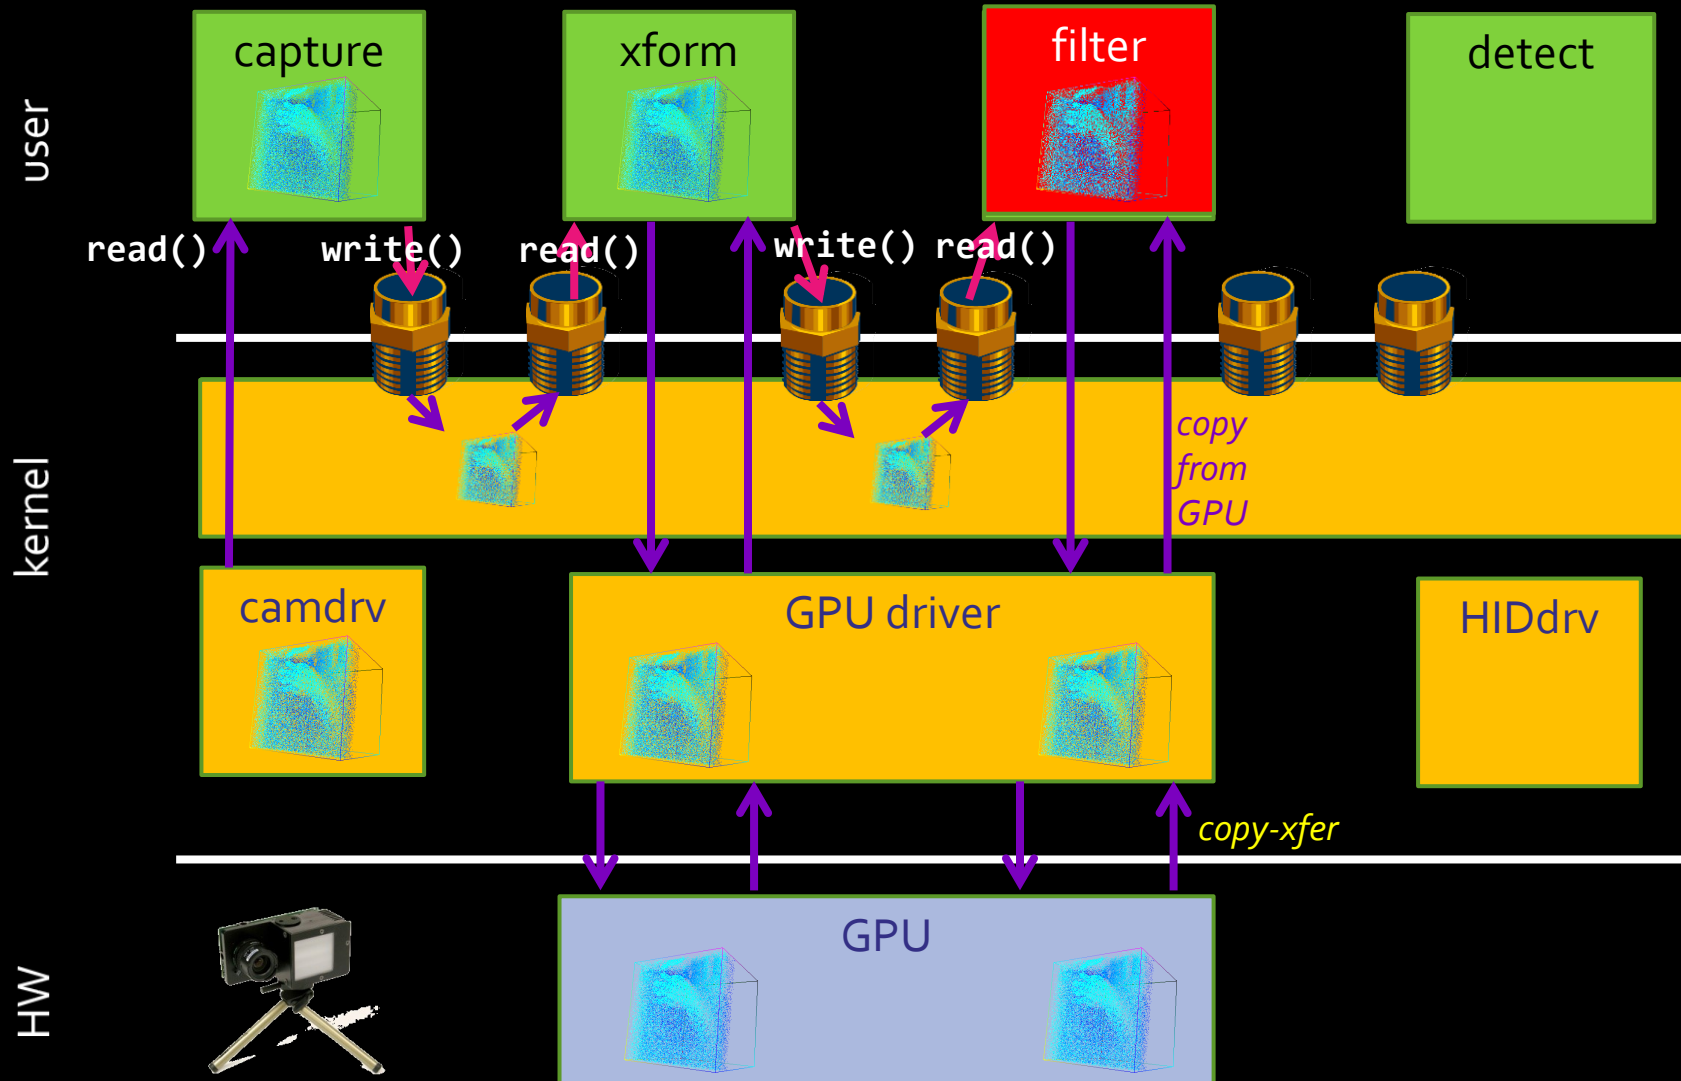 user
capture
xform
filter
detect
read()
write()
read()
write()
read()
kernel
copy
from
GPU
camdrv
GPU driver
HIDdrv
copy-xfer
HW
GPU